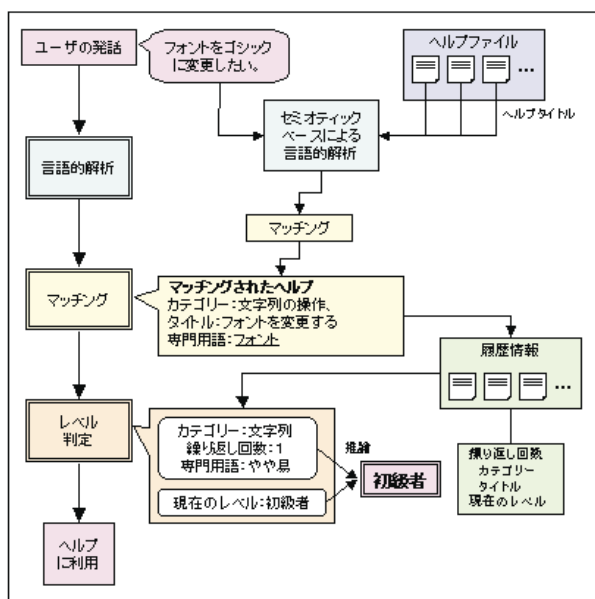 ユーザの発話
フォントをゴシック
に変更したい。
ヘルプファイル
...
ヘルプタイトル
セミオティック
ベースによる
言語的解析
言語的解析
マッチング
マッチング
マッチングされたヘルプ
カテゴリー:文字列の操作、
タイトル:フォントを変更する
専門用語:フォント
履歴情報
...
レベル
判定
カテゴリー:文字列
繰り返し回数:1
専門用語:やや易
現在のレベル:初級者
推論
初級者
繰り返し回数
カテゴリー
タイトル
現在のレベル
ヘルプ
に利用